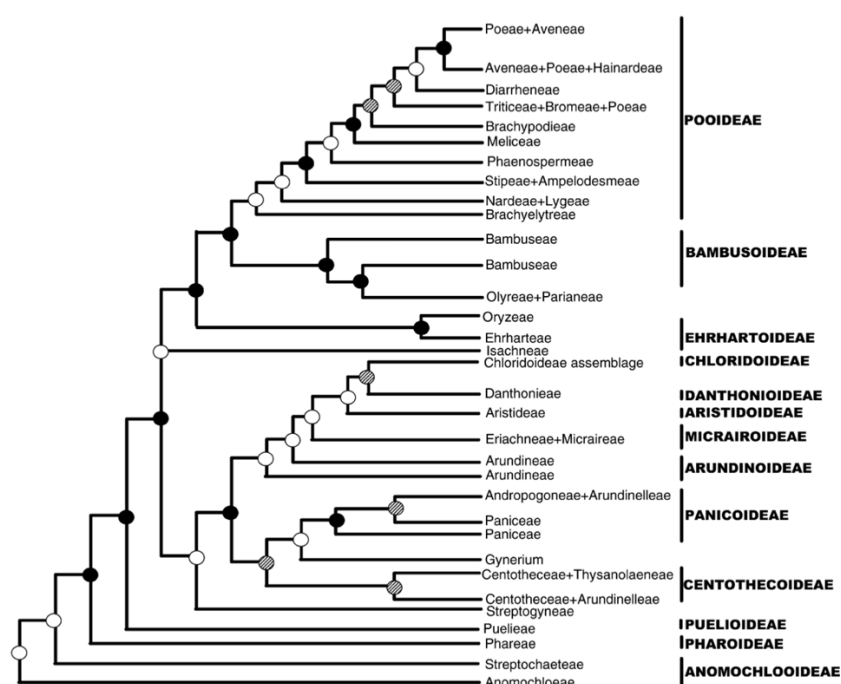 Poeae+Aveneae
Aveneae+Poeae+Hainardeae
Diarrheneae
Triticeae+Bromeae+Poeae
POOIDEAE
Brachypodieae
Meliceae
Phaenospermeae
Stipeae+Ampelodesmeae
Nardeae+Lygeae
Brachyelytreae
Bambuseae
BAMBUSOIDEAE
Bambuseae
Olyreae+Parianeae
Oryzeae
Ehrharteae
EHRHARTOIDEAE
Isachneae
Chloridoideae assemblage
CHLORIDOIDEAE
Danthonieae
DANTHONIOIDEAE
Aristideae
ARISTIDOIDEAE
Eriachneae+Micraireae
MICRAIROIDEAE
Arundineae
ARUNDINOIDEAE
Arundineae
Andropogoneae+Arundinelleae
PANICOIDEAE
Paniceae
Paniceae
Gynerium
Centotheceae+Thysanolaeneae
CENTOTHECOIDEAE
Centotheceae+Arundinelleae
Streptogyneae
Puelieae
PUELIOIDEAE
Phareae
PHAROIDEAE
Streptochaeteae
ANOMOCHLOOIDEAE
Anomochloeae